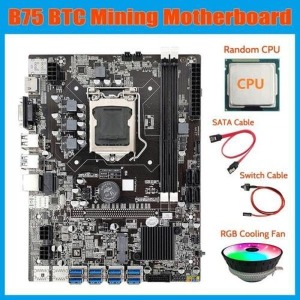 B75 BTC Mining Motherboard
Random CPU
CPU
SATA Cable
Switch Cable
RGB Cooling Fan